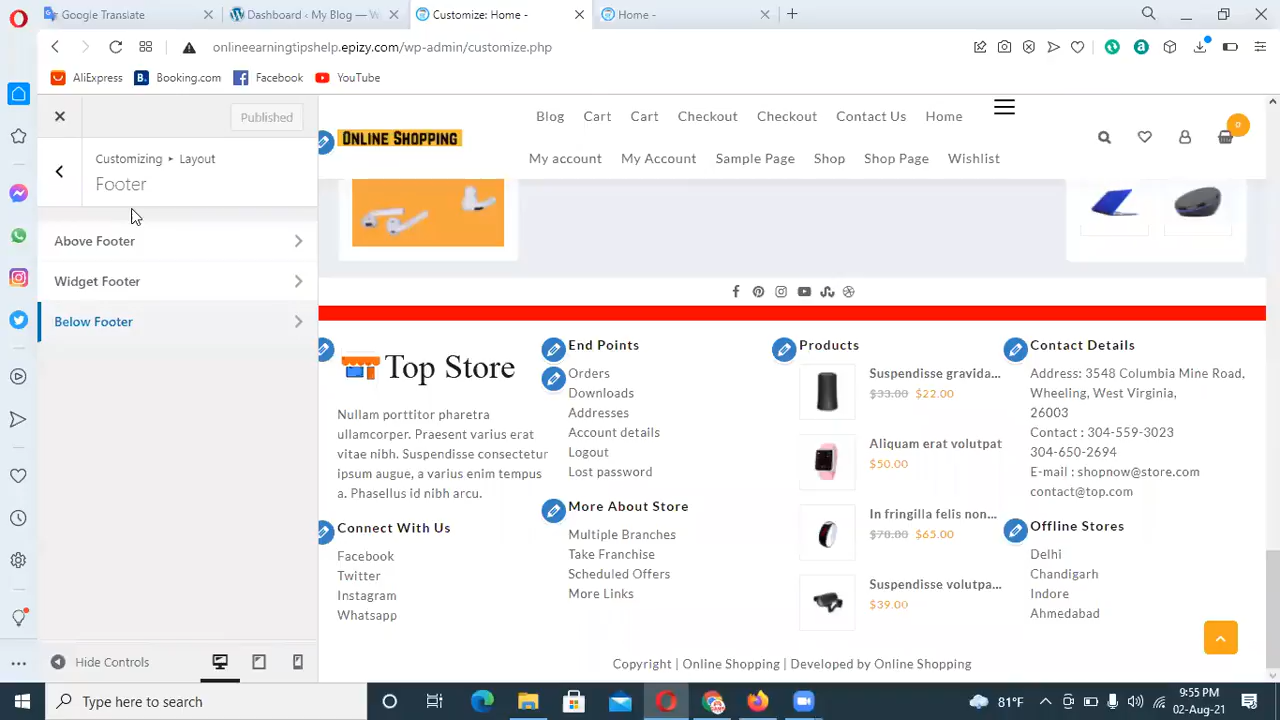 Google Translate
Dashboard ‹ My Blog — W
Customize: Home -
Home -
onlineearningtipshelp.epizy.com/wp-admin/customize.php
AliExpress
Booking.com
Facebook
YouTube
Published
Customizing ▸ Layout
Footer
Above Footer
Widget Footer
Below Footer
Hide Controls
ONLINE SHOPPING
Blog Cart Cart Checkout Checkout Contact Us Home
My account My Account Sample Page Shop Shop Page Wishlist
0
Top Store
Nullam porttitor pharetra
ullamcorper. Praesent varius erat
vitae nibh. Suspendisse consectetur
ipsum augue, a varius enim tempus
a. Phasellus id nibh arcu.
Connect With Us
Facebook
Twitter
Instagram
Whatsapp
End Points
Orders
Downloads
Addresses
Account details
Logout
Lost password
More About Store
Multiple Branches
Take Franchise
Scheduled Offers
More Links
Products
Suspendisse gravida...
$33.00 $22.00
Aliquam erat volutpat
$50.00
In fringilla felis non...
$78.80 $65.00
Suspendisse volutpa...
$39.00
Contact Details
Address: 3548 Columbia Mine Road,
Wheeling, West Virginia,
26003
Contact : 304-559-3023
304-650-2694
E-mail : shopnow@store.com
contact@top.com
Offline Stores
Delhi
Chandigarh
Indore
Ahmedabad
Copyright | Online Shopping | Developed by Online Shopping
Type here to search
81°F
9:55 PM
02-Aug-21